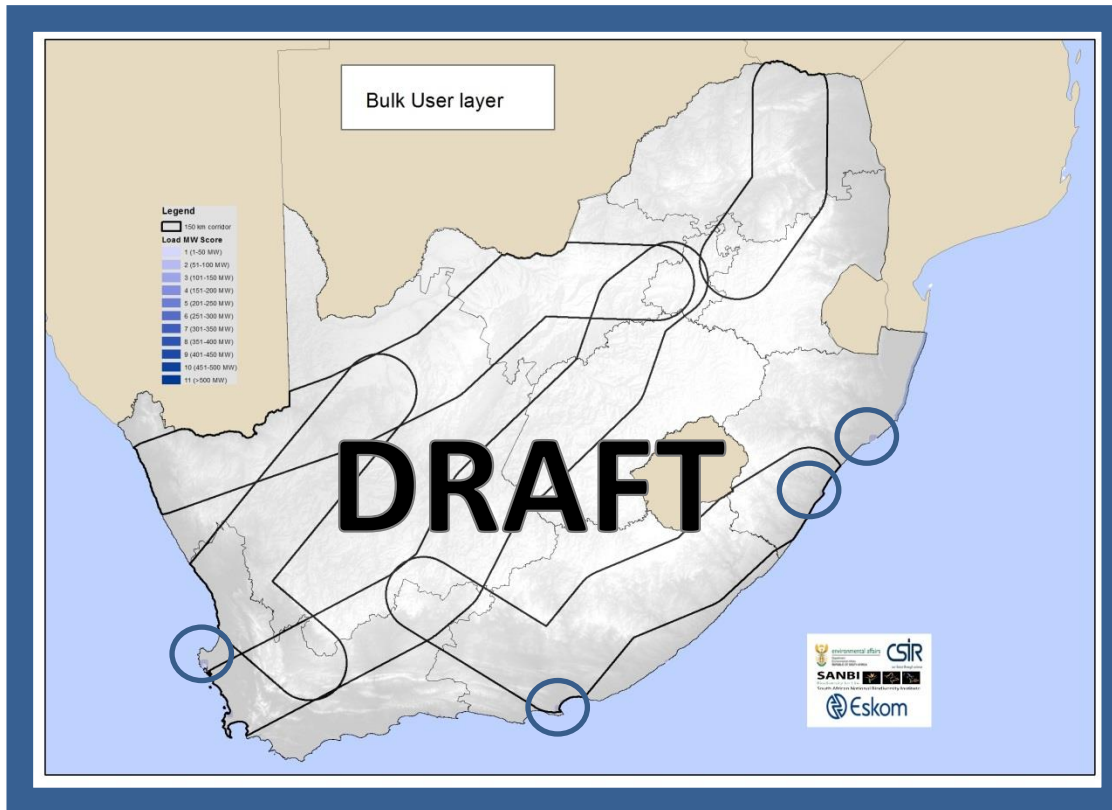 Bulk User layer
Legend
150 km corridor
Load MW Score
1 (1-50 MW)
2 (51-100 MW)
3 (101-150 MW)
4 (151-200 MW)
5 (201-250 MW)
6 (251-300 MW)
7 (301-350 MW)
8 (351-400 MW)
9 (401-450 MW)
10 (451-500 MW)
11 (>500 MW)
DRAFT
environmental affairs
CSIR
SANBI
South African National Biodiversity Institute
Eskom